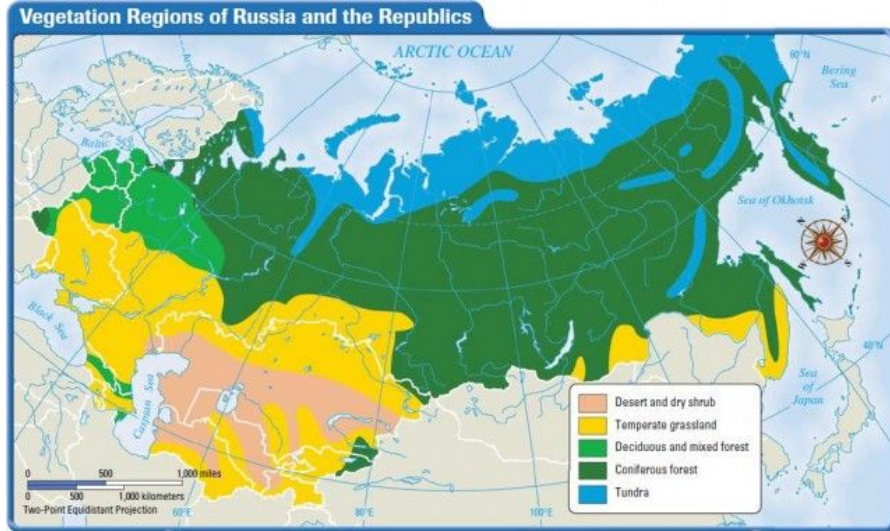 Vegetation Regions of Russia and the Republics
ARCTIC OCEAN
60°N
Bering
Sea
Baltic Sea
Sea of Okhotsk
Black Sea
Caspian Sea
40°N
Sea
of
Japan
Desert and dry shrub
Temperate grassland
Deciduous and mixed forest
Coniferous forest
Tundra
0 500 1,000 miles
0 500 1,000 kilometers
Two-Point Equidistant Projection
60°E
80°E
100°E